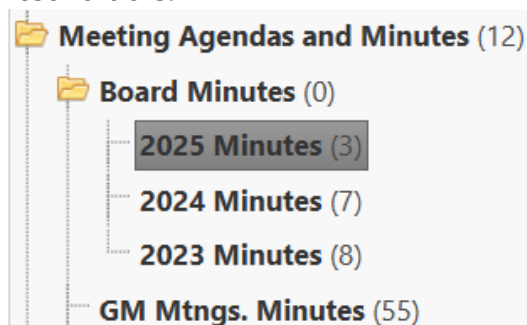 Meeting Agendas and Minutes (12)
Board Minutes (0)
2025 Minutes (3)
2024 Minutes (7)
2023 Minutes (8)
GM Mtngs. Minutes (55)